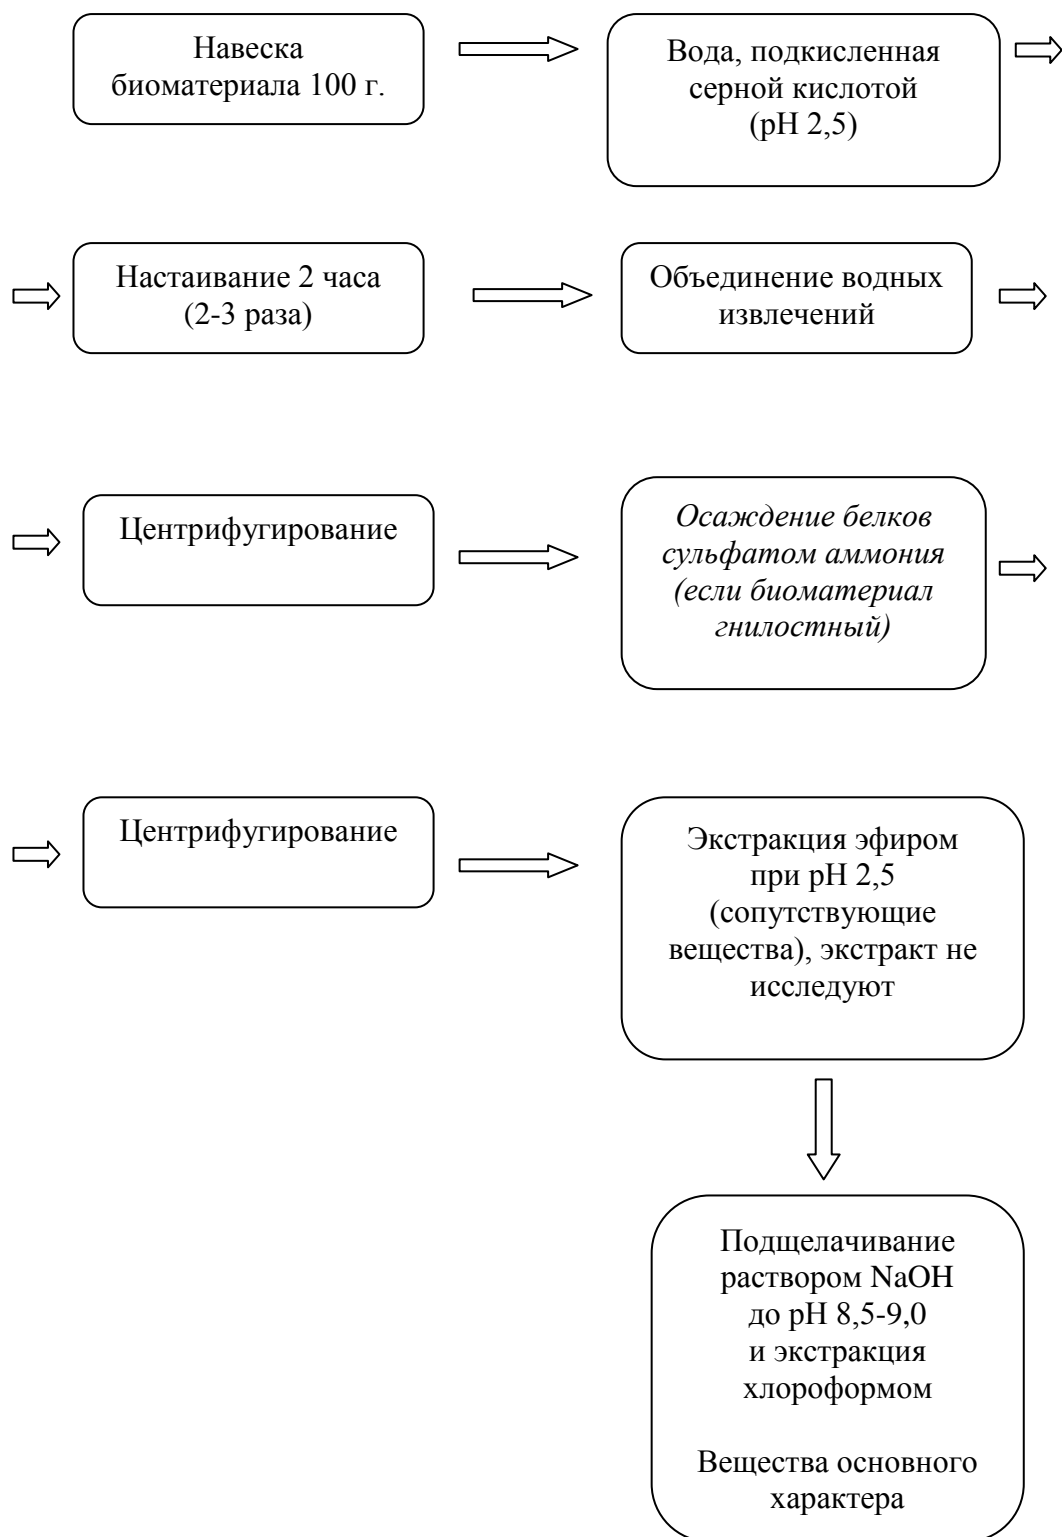 Навеска
биоматериала 100 г.
Вода, подкисленная
серной кислотой
(рН 2,5)
Настаивание 2 часа
(2-3 раза)
Объединение водных
извлечений
Центрифугирование
Осаждение белков
сульфатом аммония
(если биоматериал
гнилостный)
Центрифугирование
Экстракция эфиром
при рН 2,5
(сопутствующие
вещества), экстракт не
исследуют
Подщелачивание
раствором NaOH
до рН 8,5-9,0
и экстракция
хлороформом
Вещества основного
характера